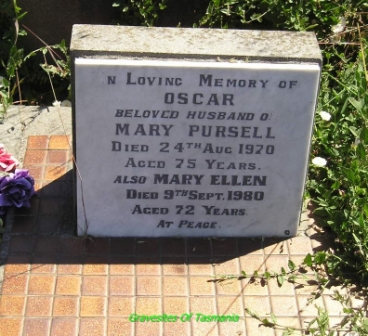 N LOVING MEMORY OF
OSCAR
BELOVED HUSBAND O
MARY PURSELL
DIED 24TH AUG 1970
AGED 75 YEARS.
ALSO MARY ELLEN
DIED 9TH SEPT. 1980
AGED 72 YEARS
AT PEACE.
Gravesites Of Tasmania